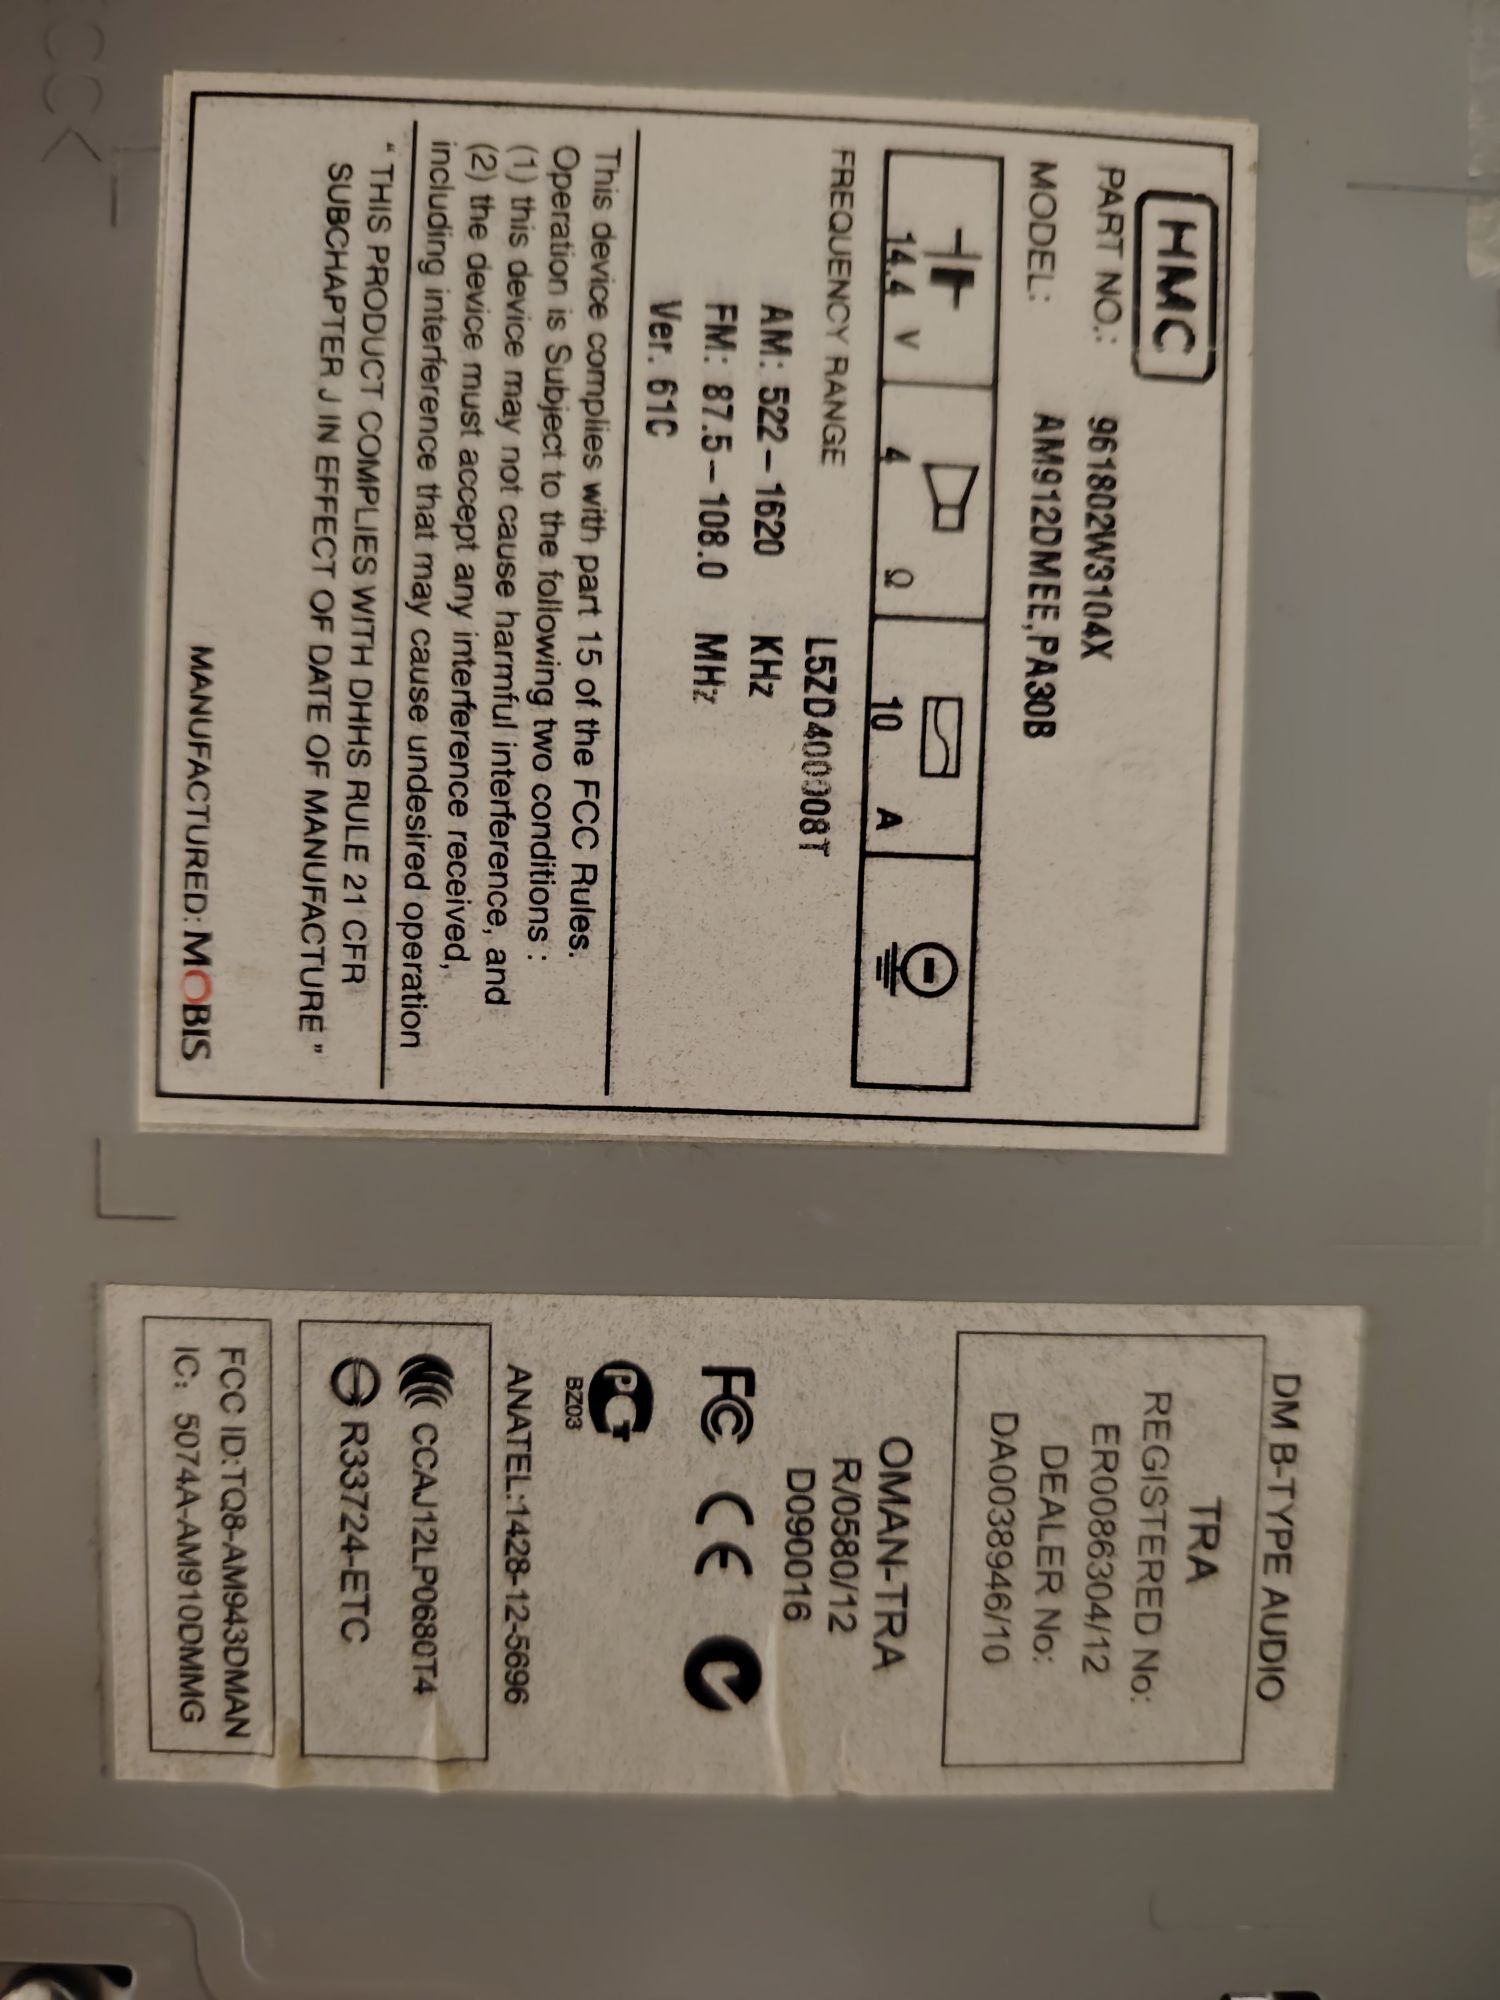 HMC
PART NO.: 961802W3104X
MODEL: AM912DMEE,PA30B
14.4 V 4 Ω 10 A
FREQUENCY RANGE L5ZD400008T
AM: 522-1620 KHz
FM: 87.5-108.0 MHz
Ver. 61C
This device complies with part 15 of the FCC Rules.
Operation is Subject to the following two conditions :
(1) this device may not cause harmful interference, and
(2) the device must accept any interference received,
including interference that may cause undesired operation
“ THIS PRODUCT COMPLIES WITH DHHS RULE 21 CFR
SUBCHAPTER J IN EFFECT OF DATE OF MANUFACTURE ”
MANUFACTURED: MOBIS
DM B-TYPE AUDIO
TRA
REGISTERED No:
ER0086304/12
DEALER No:
DA0038946/10
OMAN-TRA
R/0580/12
D090016
FC CE
PCT
BZ03
ANATEL:1428-12-5696
CCAJ12LP0680T4
R33724-ETC
FCC ID:TQ8-AM943DMAN
IC: 5074A-AM910DMMG